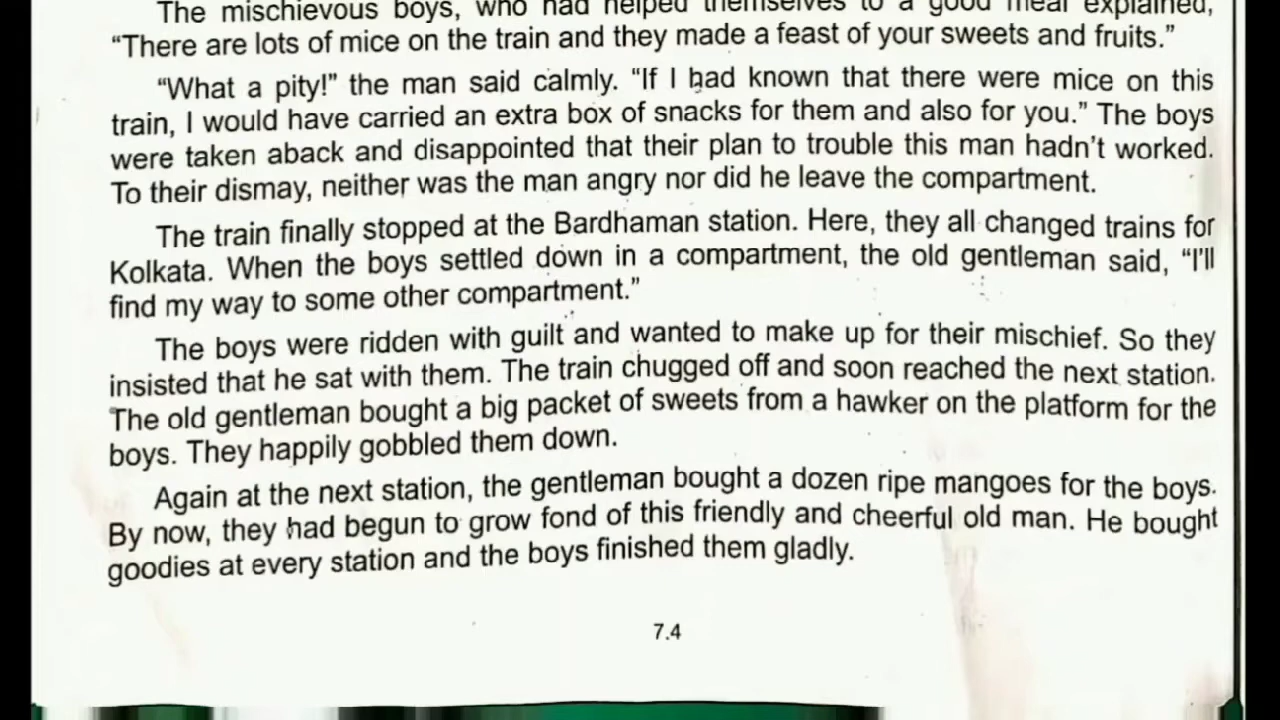 The mischievous boys, who had helped themselves to a good meal explained,
“There are lots of mice on the train and they made a feast of your sweets and fruits.”
“What a pity!” the man said calmly. “If I had known that there were mice on this
train, I would have carried an extra box of snacks for them and also for you.” The boys
were taken aback and disappointed that their plan to trouble this man hadn’t worked.
To their dismay, neither was the man angry nor did he leave the compartment.
The train finally stopped at the Bardhaman station. Here, they all changed trains for
Kolkata. When the boys settled down in a compartment, the old gentleman said, “I’ll
find my way to some other compartment.”
The boys were ridden with guilt and wanted to make up for their mischief. So they
insisted that he sat with them. The train chugged off and soon reached the next station.
The old gentleman bought a big packet of sweets from a hawker on the platform for the
boys. They happily gobbled them down.
Again at the next station, the gentleman bought a dozen ripe mangoes for the boys.
By now, they had begun to grow fond of this friendly and cheerful old man. He bought
goodies at every station and the boys finished them gladly.
7.4